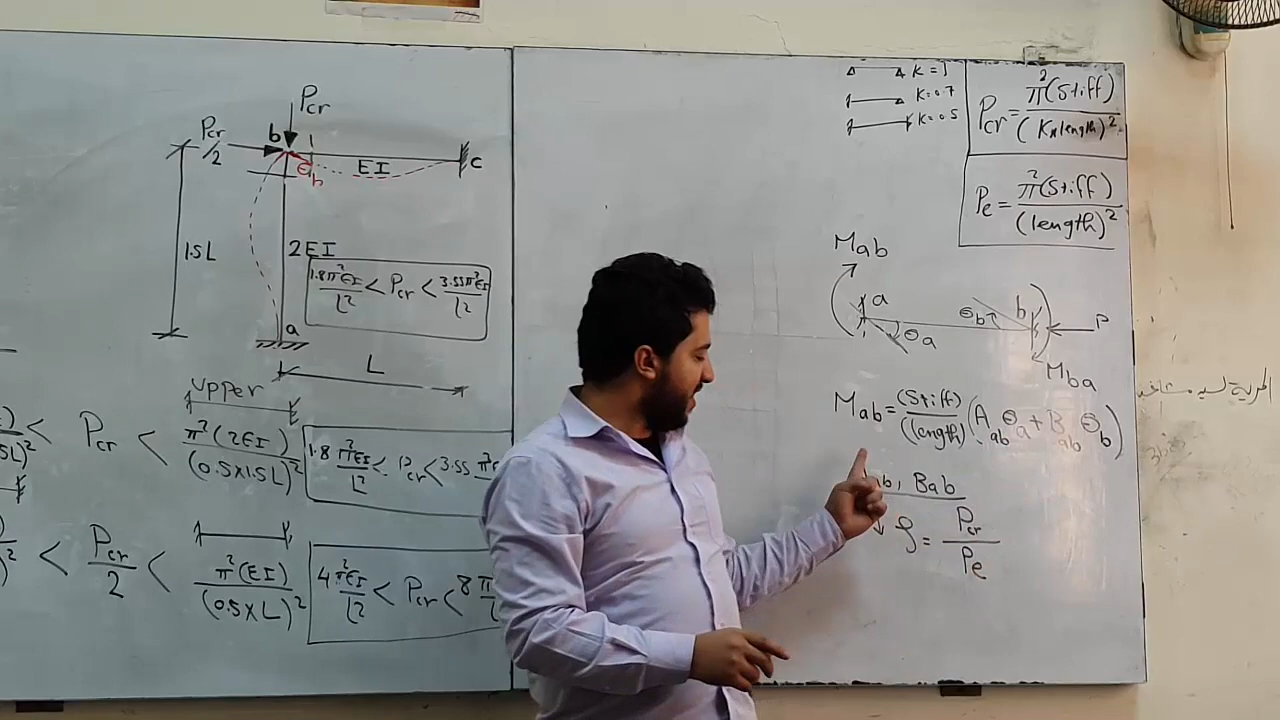 Pcr
Pcr/2
b
θb
EI
c
1.5L
2EI
1.8π²EI/L² < Pcr < 3.55π²EI/L²
a
L
Upper
< Pcr < π²(2EI)/(0.5×1.5L)²
1.8π²EI/L² < Pcr < 3.55π²
< Pcr/2 < π²(EI)/(0.5×L)²
4π²EI/L² < Pcr < 8π
K=1
K=0.7
K=0.5
Pcr = π²(Stiff)/(K×length)²
Pe = π²(Stiff)/(length)²
Mab
a
θa
θb
b
P
Mba
Mab = (Stiff)/(length) (Aab θa + Bab θb)
, Bab
ρ = Pcr/Pe